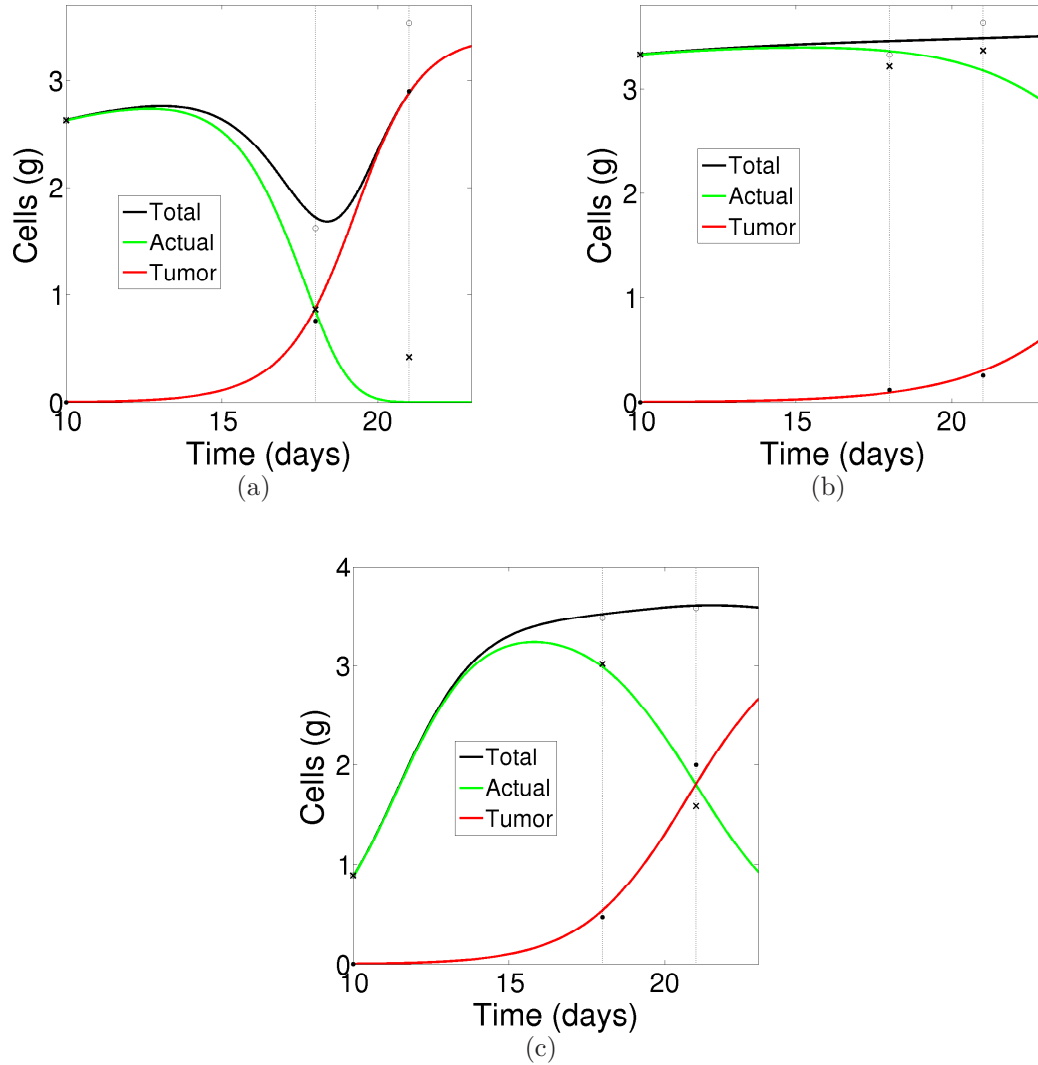 3
2
1
0
10
15
20
Cells (g)
Time (days)
Total
Actual
Tumor
(a)
3
2
1
0
10
15
20
Cells (g)
Time (days)
Total
Actual
Tumor
(b)
4
3
2
1
0
10
15
20
Cells (g)
Time (days)
Total
Actual
Tumor
(c)